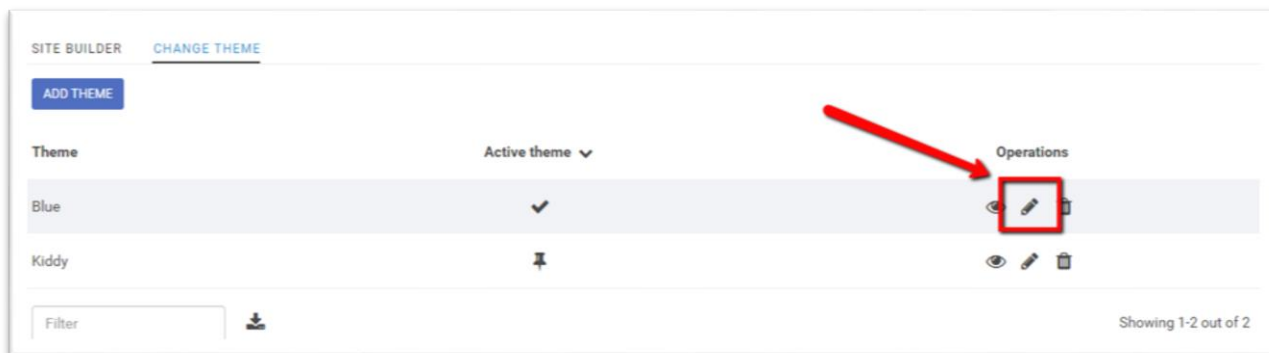 SITE BUILDER CHANGE THEME
ADD THEME
Theme Active theme Operations
Blue
Kiddy
Filter Showing 1-2 out of 2